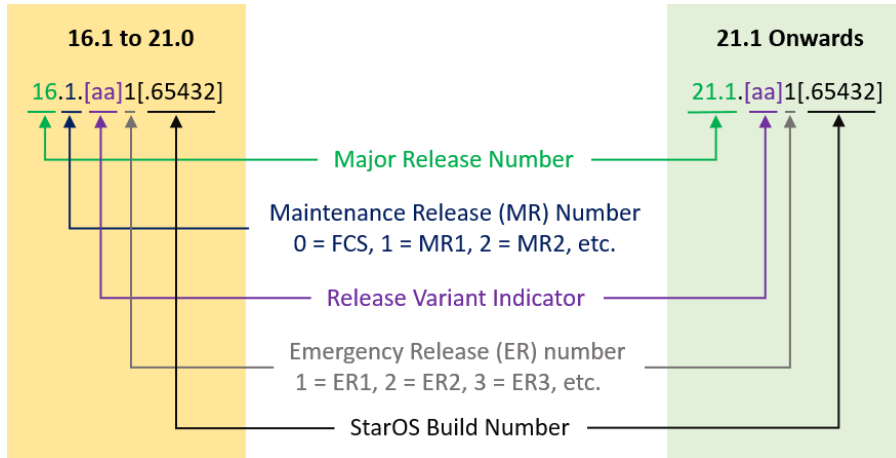 16.1 to 21.0
21.1 Onwards
16.1.[aa]1[.65432]
21.1.[aa]1[.65432]
Major Release Number
Maintenance Release (MR) Number
0 = FCS, 1 = MR1, 2 = MR2, etc.
Release Variant Indicator
Emergency Release (ER) number
1 = ER1, 2 = ER2, 3 = ER3, etc.
StarOS Build Number